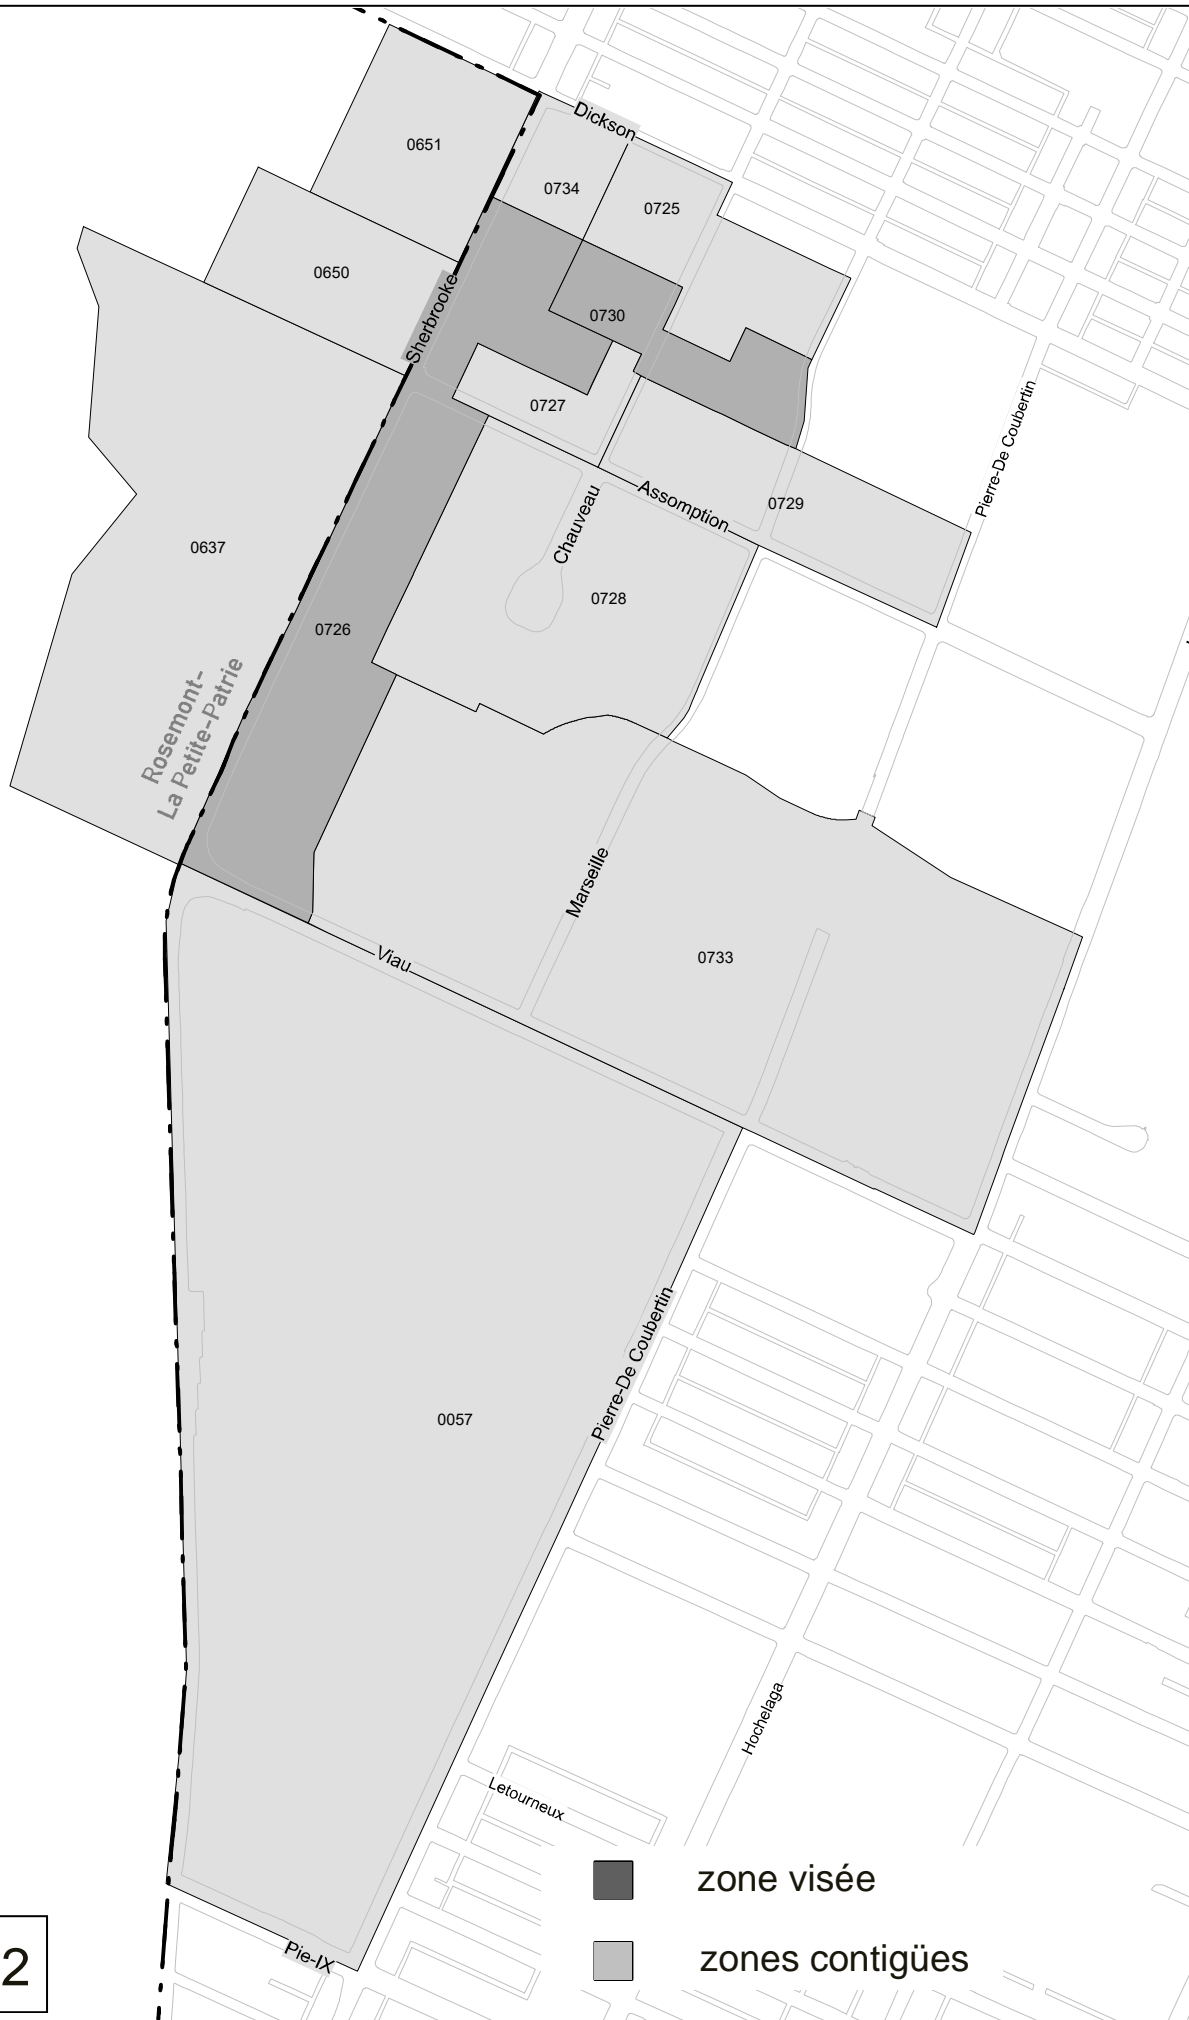 Dickson
0651
0734
0725
0650
Sherbrooke
0730
0727
Pierre-De Coubertin
Assomption
0729
Chauveau
0637
0728
0726
Rosemont-
La Petite-Patrie
Marseille
Viau
0733
Pierre-De Coubertin
0057
Hochelaga
Letourneux
zone visée
Pie-IX
zones contigües
2